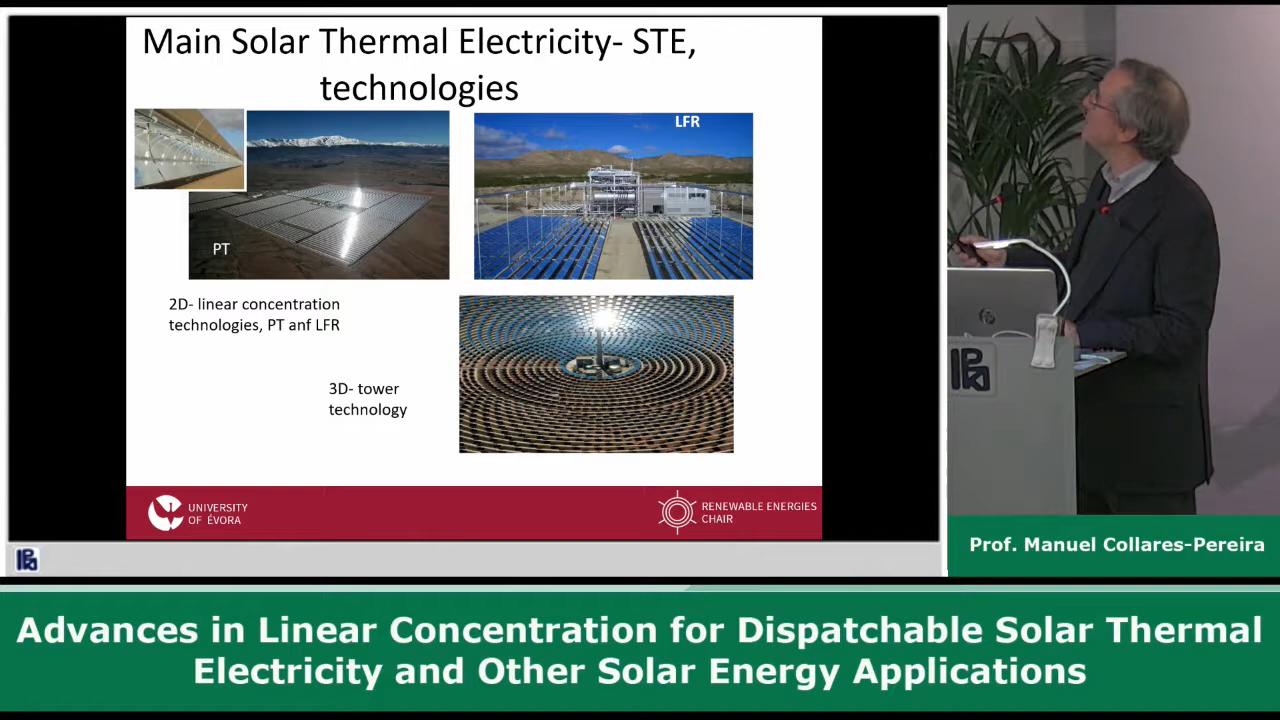 Main Solar Thermal Electricity- STE,
technologies
LFR
PT
2D- linear concentration
technologies, PT anf LFR
3D- tower
technology
UNIVERSITY
OF ÉVORA
RENEWABLE ENERGIES
CHAIR
Prof. Manuel Collares-Pereira
Advances in Linear Concentration for Dispatchable Solar Thermal
Electricity and Other Solar Energy Applications